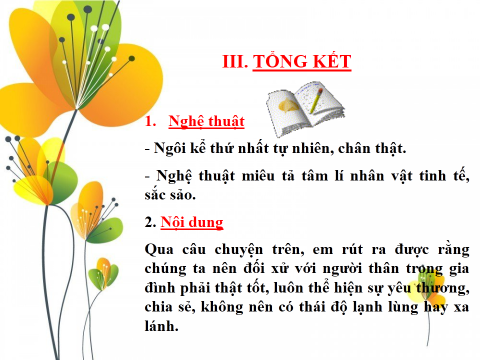 III. TỔNG KẾT
1. Nghệ thuật
- Ngôi kể thứ nhất tự nhiên, chân thật.
- Nghệ thuật miêu tả tâm lí nhân vật tinh tế,
sắc sảo.
2. Nội dung
Qua câu chuyện trên, em rút ra được rằng
chúng ta nên đối xử với người thân trong gia
đình phải thật tốt, luôn thể hiện sự yêu thương,
chia sẻ, không nên có thái độ lạnh lùng hay xa
lánh.